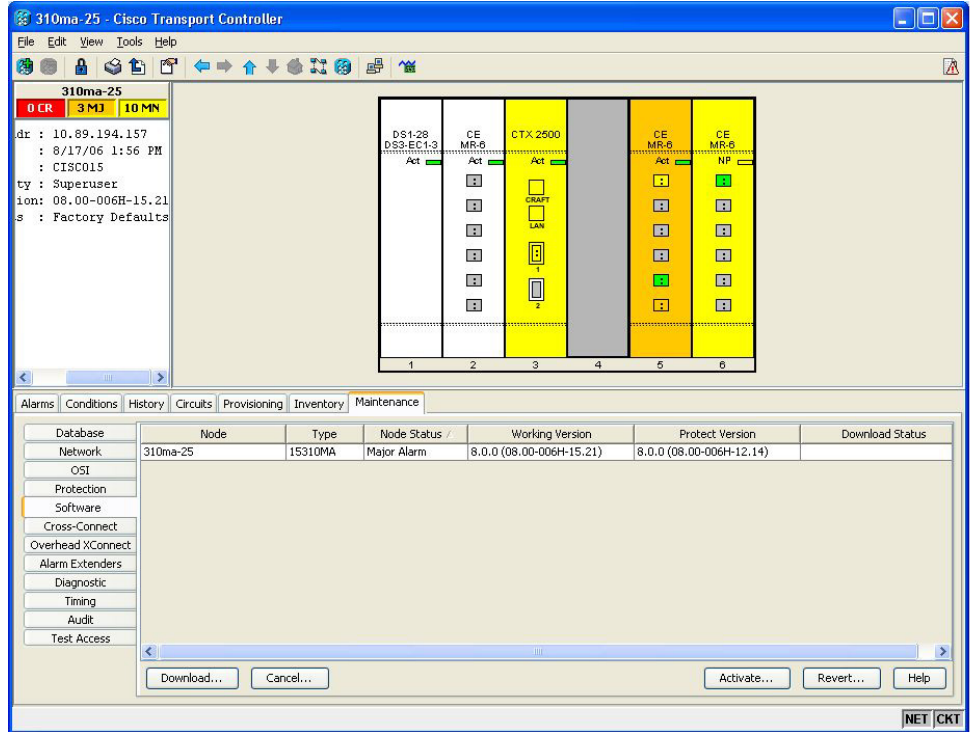 310ma-25 - Cisco Transport Controller
File Edit View Tools Help
310ma-25
0 CR 3 MJ 10 MN
dr : 10.89.194.157
: 8/17/06 1:56 PM
: CISCO15
ty : Superuser
ion: 08.00-006H-15.21
s : Factory Defaults
DS1-28 DS3-EC1-3
Act
1
CE MR-6
Act
2
CTX 2500
Act
CRAFT
LAN
1
2
3
4
CE MR-6
Act
5
CE MR-6
NP
6
Alarms Conditions History Circuits Provisioning Inventory Maintenance
Database
Network
OSI
Protection
Software
Cross-Connect
Overhead XConnect
Alarm Extenders
Diagnostic
Timing
Audit
Test Access
Node Type Node Status Working Version Protect Version Download Status
310ma-25 15310MA Major Alarm 8.0.0 (08.00-006H-15.21) 8.0.0 (08.00-006H-12.14)
Download... Cancel... Activate... Revert... Help
NET CKT